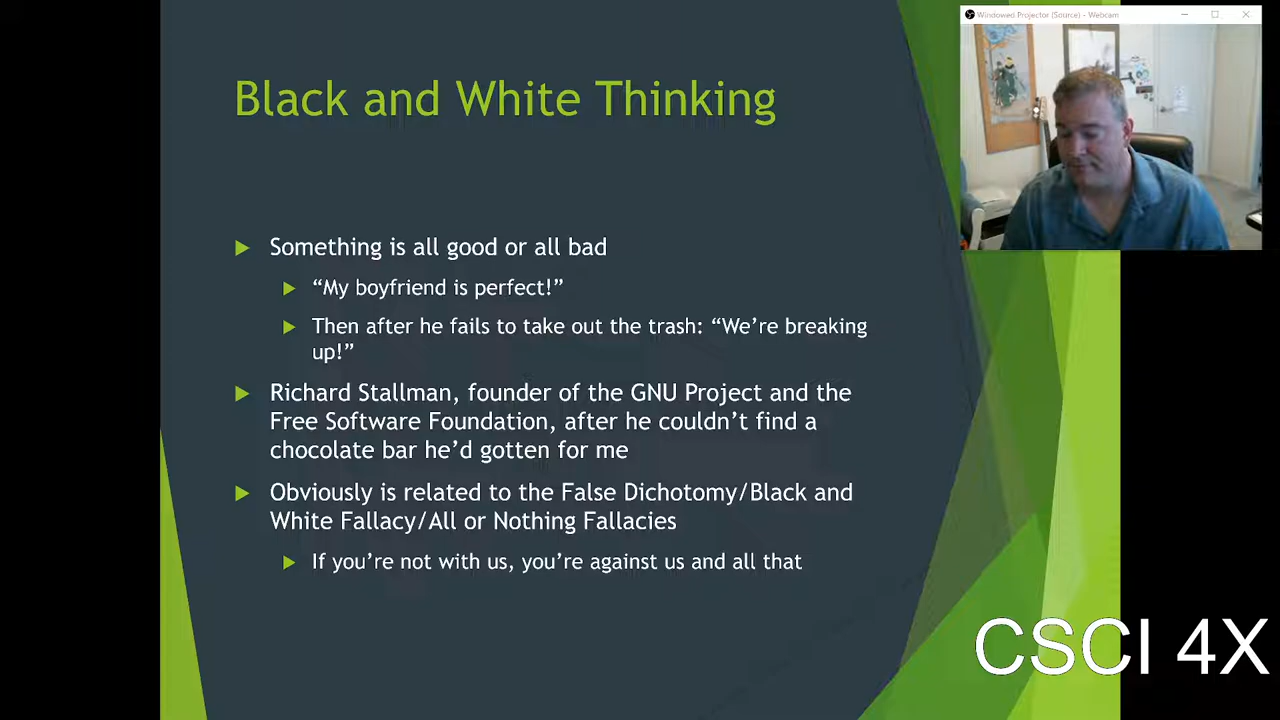 Windowed Projector (Source) - Webcam
Black and White Thinking
Something is all good or all bad
“My boyfriend is perfect!”
Then after he fails to take out the trash: “We’re breaking
up!”
Richard Stallman, founder of the GNU Project and the
Free Software Foundation, after he couldn’t find a
chocolate bar he’d gotten for me
Obviously is related to the False Dichotomy/Black and
White Fallacy/All or Nothing Fallacies
If you’re not with us, you’re against us and all that
CSCI 4X